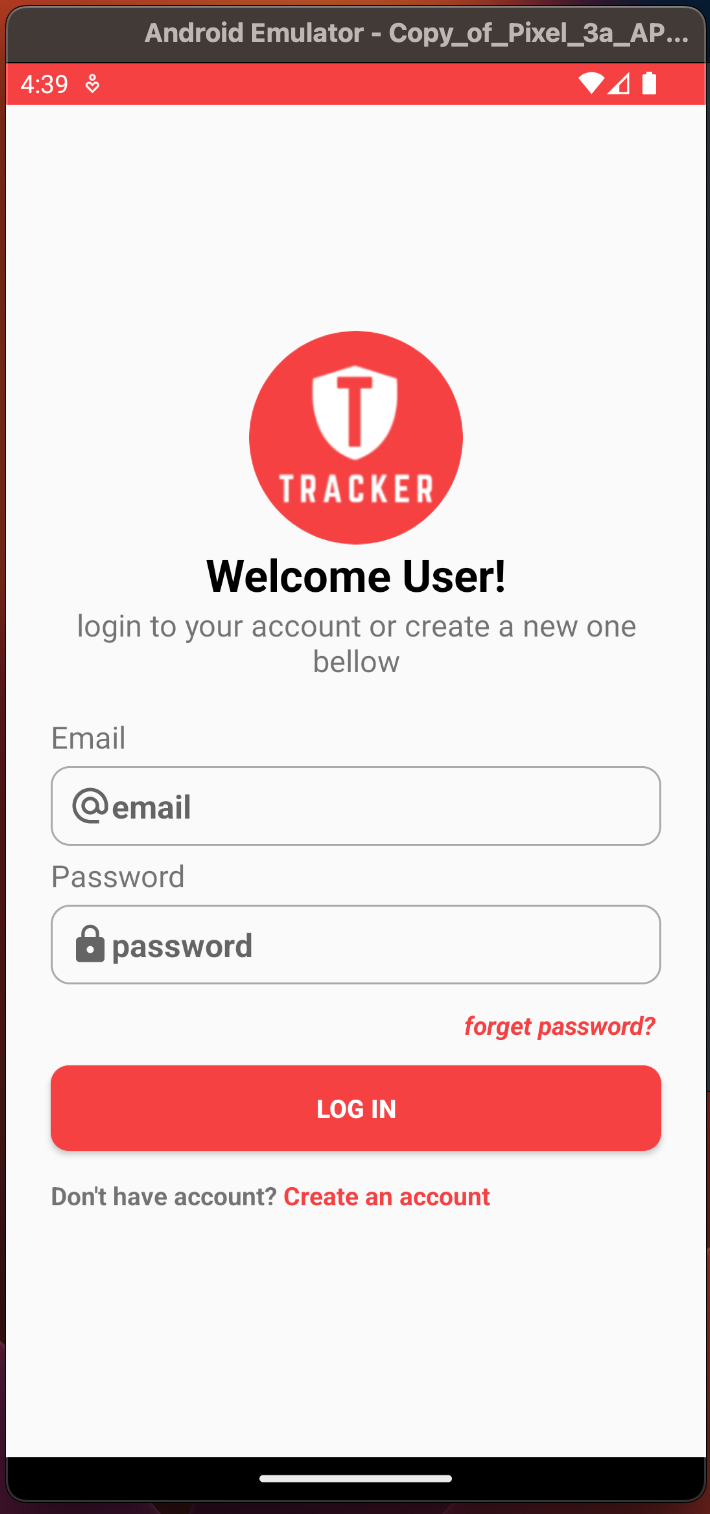 Android Emulator - Copy_of_Pixel_3a_AP...
4:39
T
TRACKER
Welcome User!
login to your account or create a new one
bellow
Email
@email
Password
password
forget password?
LOG IN
Don't have account? Create an account